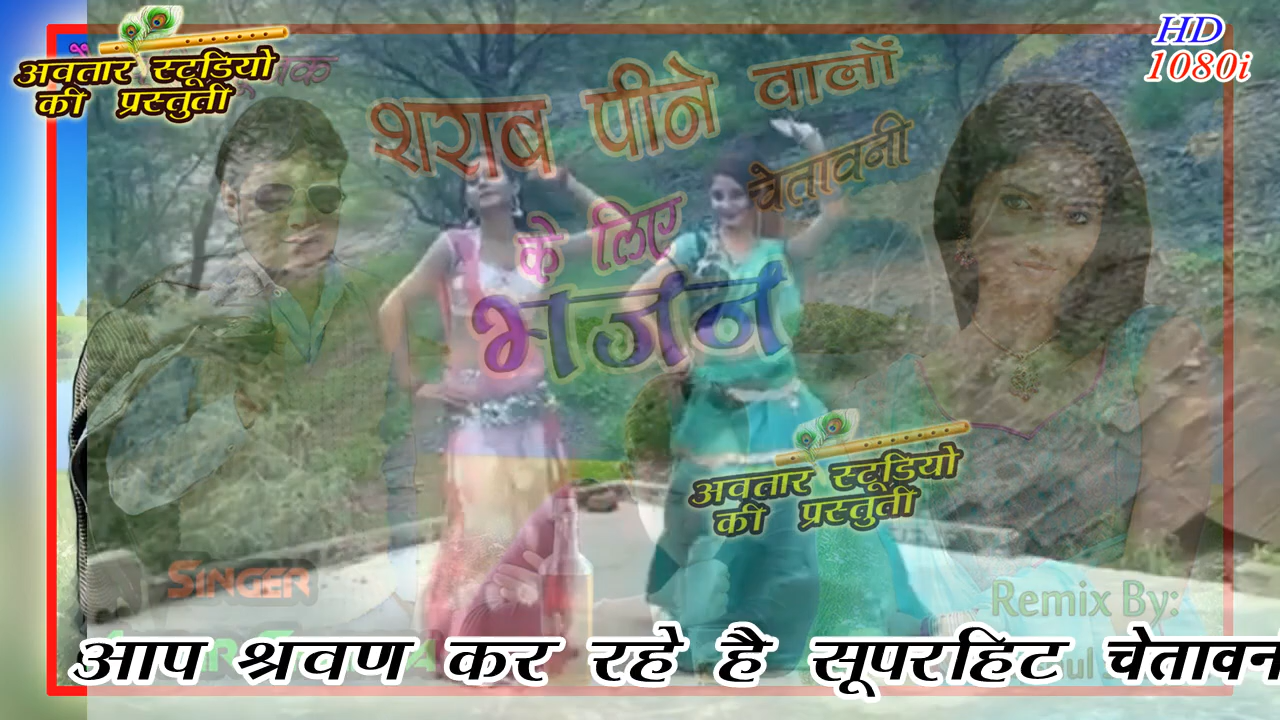 अवतार स्टूडियो
की प्रस्तुती
HD
1080i
शराब पीने वालों
के लिए चेतावनी
भजन
अवतार स्टूडियो
की प्रस्तुती
SINGER
Remix By:
आप श्रवण कर रहे है सूपरहिट चेतावन